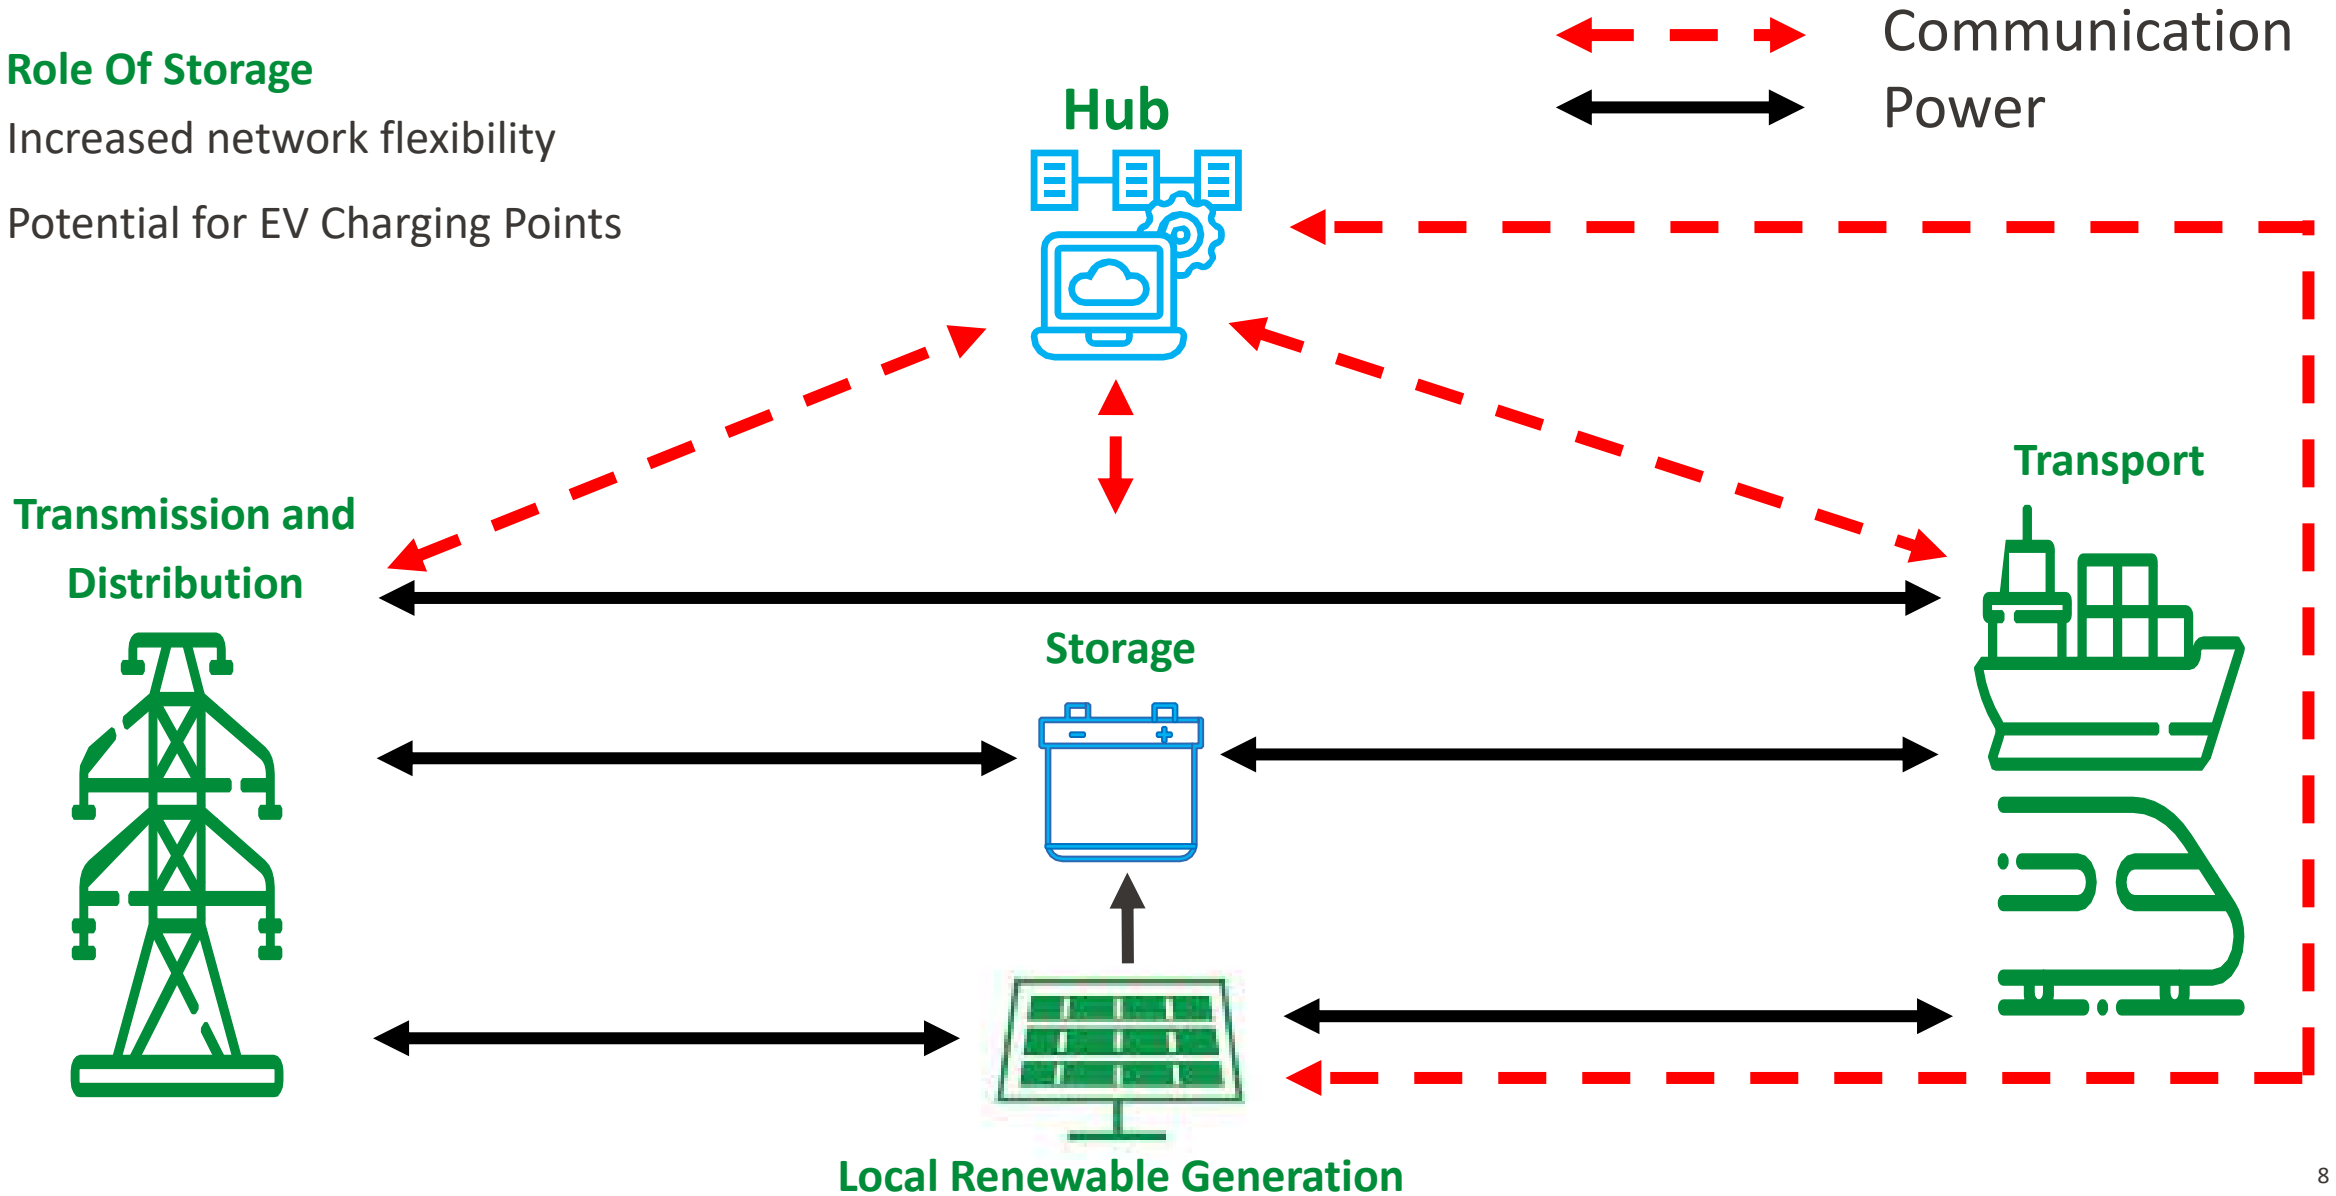 Role Of Storage
Increased network flexibility
Potential for EV Charging Points
Communication
Power
Hub
Transport
Transmission and
Distribution
Storage
Local Renewable Generation
8